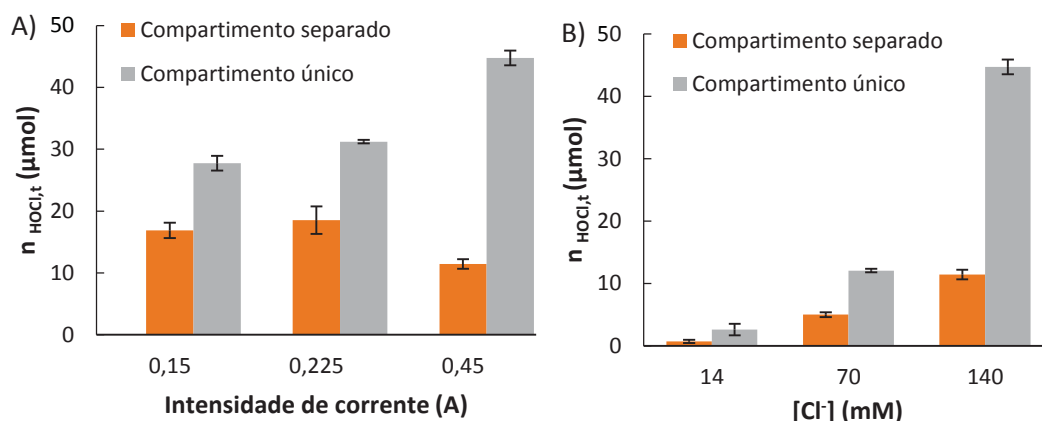 A)
Compartimento separado
Compartimento único
n HOCl,t (µmol)
50
40
30
20
10
0
0,15 0,225 0,45
Intensidade de corrente (A)
B)
Compartimento separado
Compartimento único
n HOCl,t (µmol)
50
40
30
20
10
0
14 70 140
[Cl⁻] (mM)